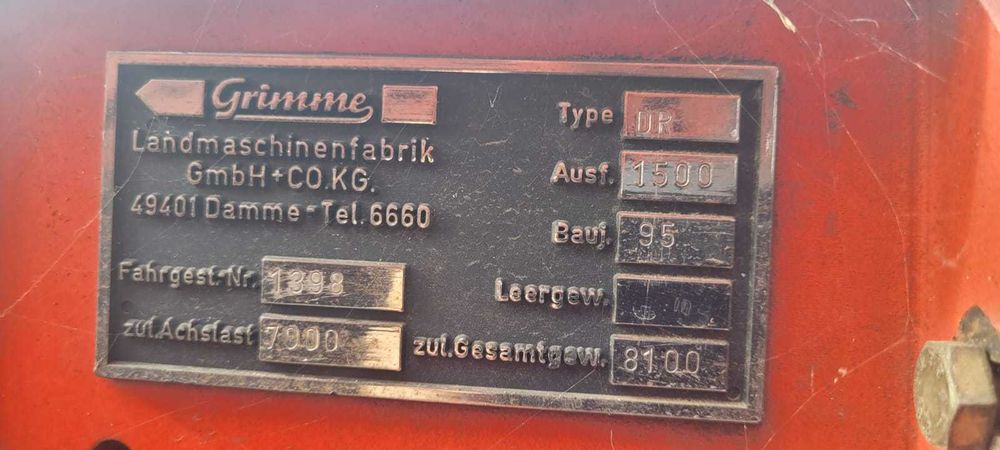 Grimme
Landmaschinenfabrik
GmbH+CO.KG.
49401 Damme-Tel.6660
Fahrgest.-Nr. 1398
zul.Achslast 7000
Type DR
Ausf. 1500
Bauj. 95
Leergew.
zul.Gesamtgew. 8100